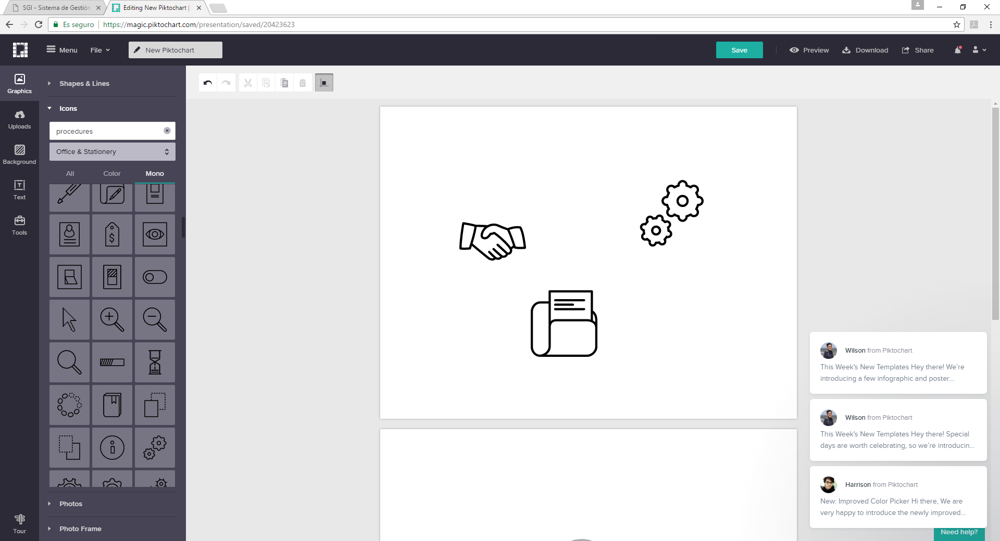 SGI - Sistema de Gestión
Editing New Piktochart |
Es seguro
https://magic.piktochart.com/presentation/saved/20423623
Menu
File
New Piktochart
Save
Preview
Download
Share
Graphics
Uploads
Background
Text
Tools
Tour
Shapes & Lines
Icons
procedures
Office & Stationery
All
Color
Mono
Photos
Photo Frame
Wilson from Piktochart
This Week's New Templates Hey there! We're
introducing a few infographic and poster...
Wilson from Piktochart
This Week's New Templates Hey there! Special
days are worth celebrating, so we're introducin...
Harrison from Piktochart
New: Improved Color Picker Hi there, We are
very happy to introduce the newly improved...
Need help?